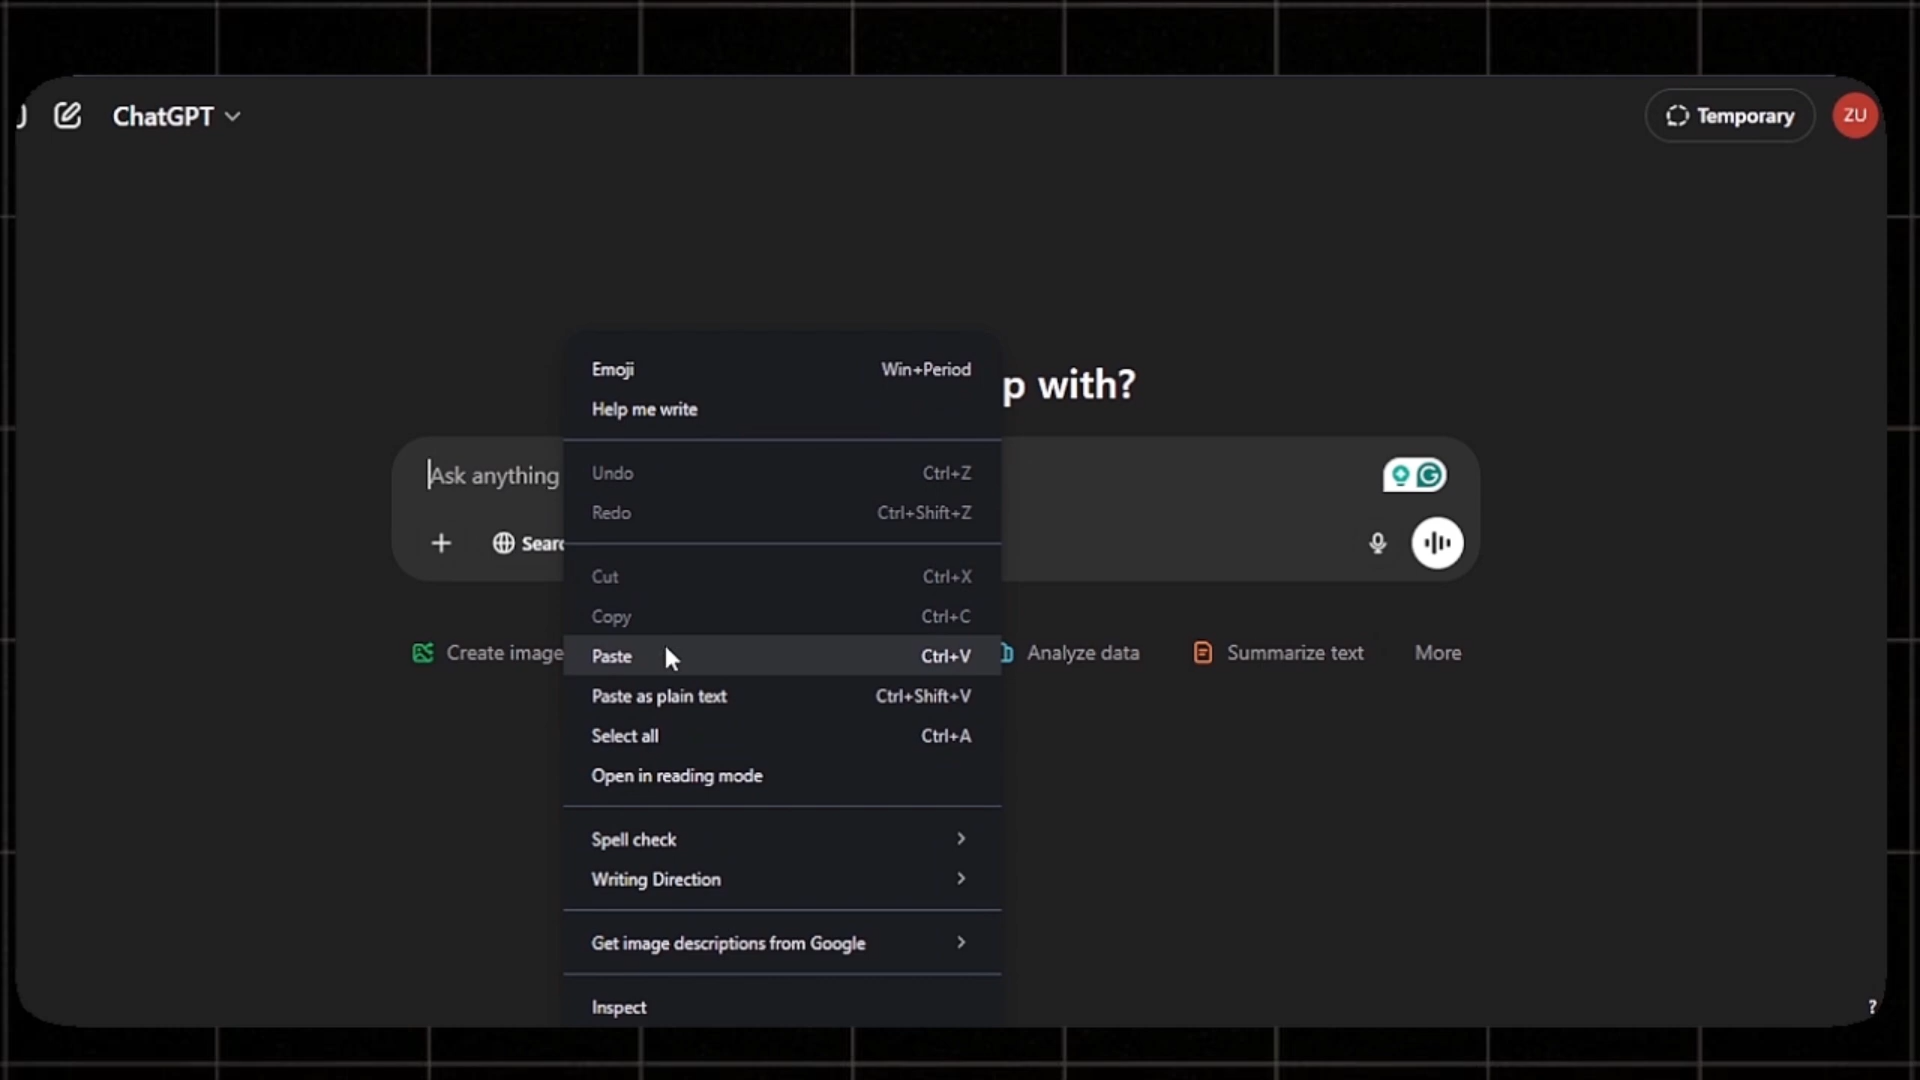 ChatGPT
Temporary
ZU
p with?
Ask anything
Searc
Create image
Analyze data
Summarize text
More
Emoji Win+Period
Help me write
Undo Ctrl+Z
Redo Ctrl+Shift+Z
Cut Ctrl+X
Copy Ctrl+C
Paste Ctrl+V
Paste as plain text Ctrl+Shift+V
Select all Ctrl+A
Open in reading mode
Spell check
Writing Direction
Get image descriptions from Google
Inspect
?